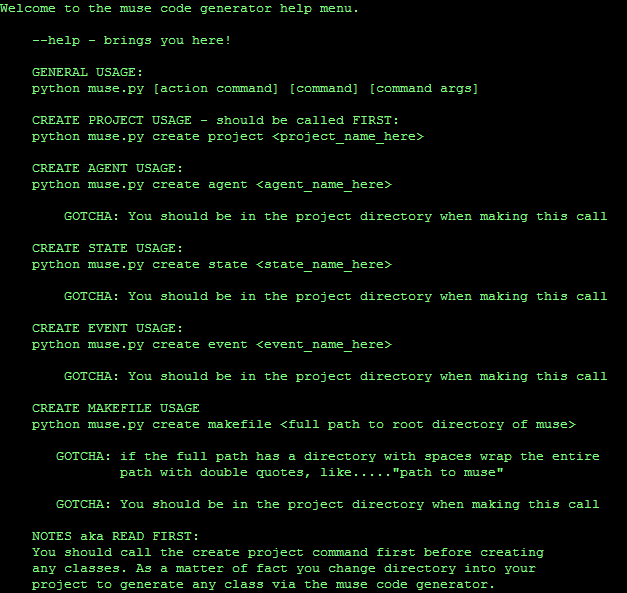 Welcome to the muse code generator help menu.
--help - brings you here!
GENERAL USAGE:
python muse.py [action command] [command] [command args]
CREATE PROJECT USAGE - should be called FIRST:
python muse.py create project <project_name_here>
CREATE AGENT USAGE:
python muse.py create agent <agent_name_here>
GOTCHA: You should be in the project directory when making this call
CREATE STATE USAGE:
python muse.py create state <state_name_here>
GOTCHA: You should be in the project directory when making this call
CREATE EVENT USAGE:
python muse.py create event <event_name_here>
GOTCHA: You should be in the project directory when making this call
CREATE MAKEFILE USAGE
python muse.py create makefile <full path to root directory of muse>
GOTCHA: if the full path has a directory with spaces wrap the entire
path with double quotes, like....."path to muse"
GOTCHA: You should be in the project directory when making this call
NOTES aka READ FIRST:
You should call the create project command first before creating
any classes. As a matter of fact you change directory into your
project to generate any class via the muse code generator.